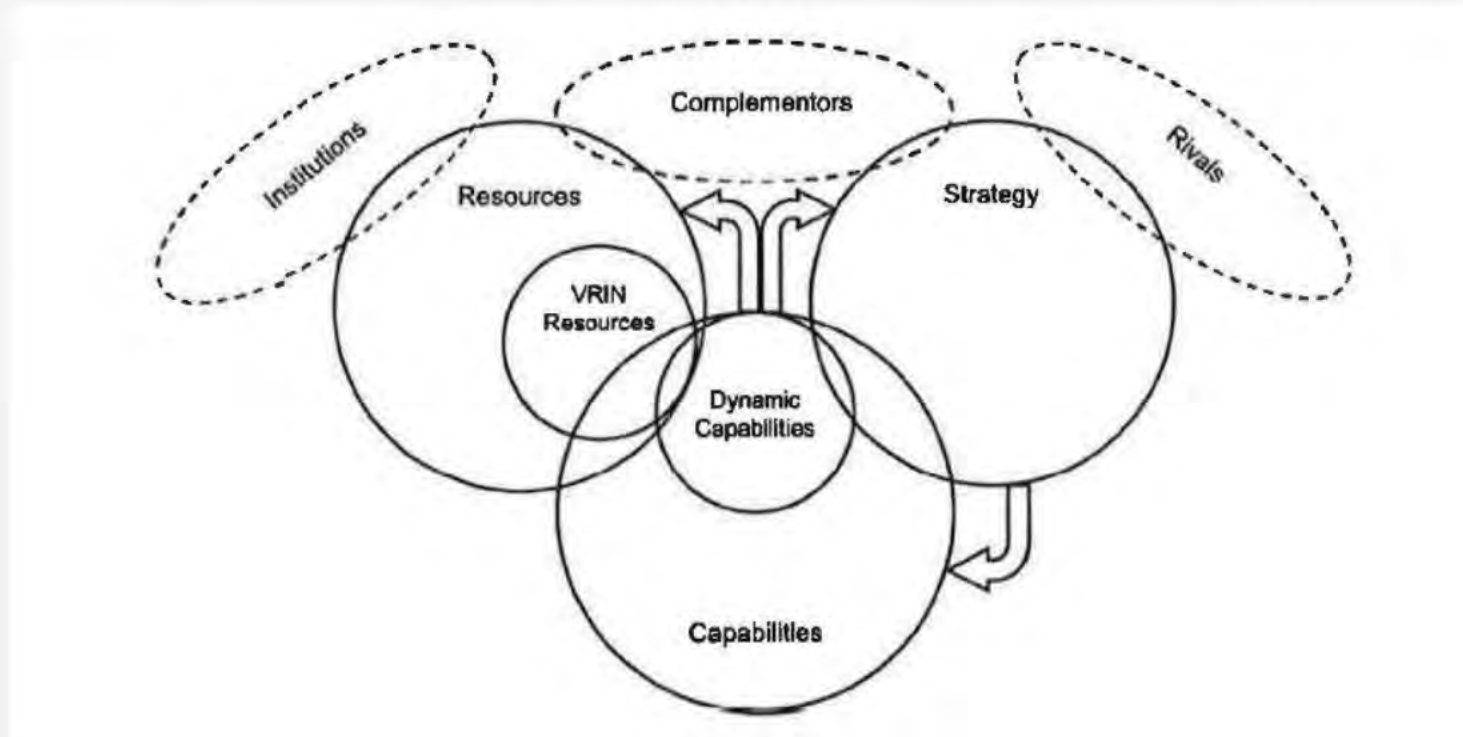 Complementors
Institutions
Rivals
Resources
Strategy
VRIN
Resources
Dynamic
Capabilities
Capabilities